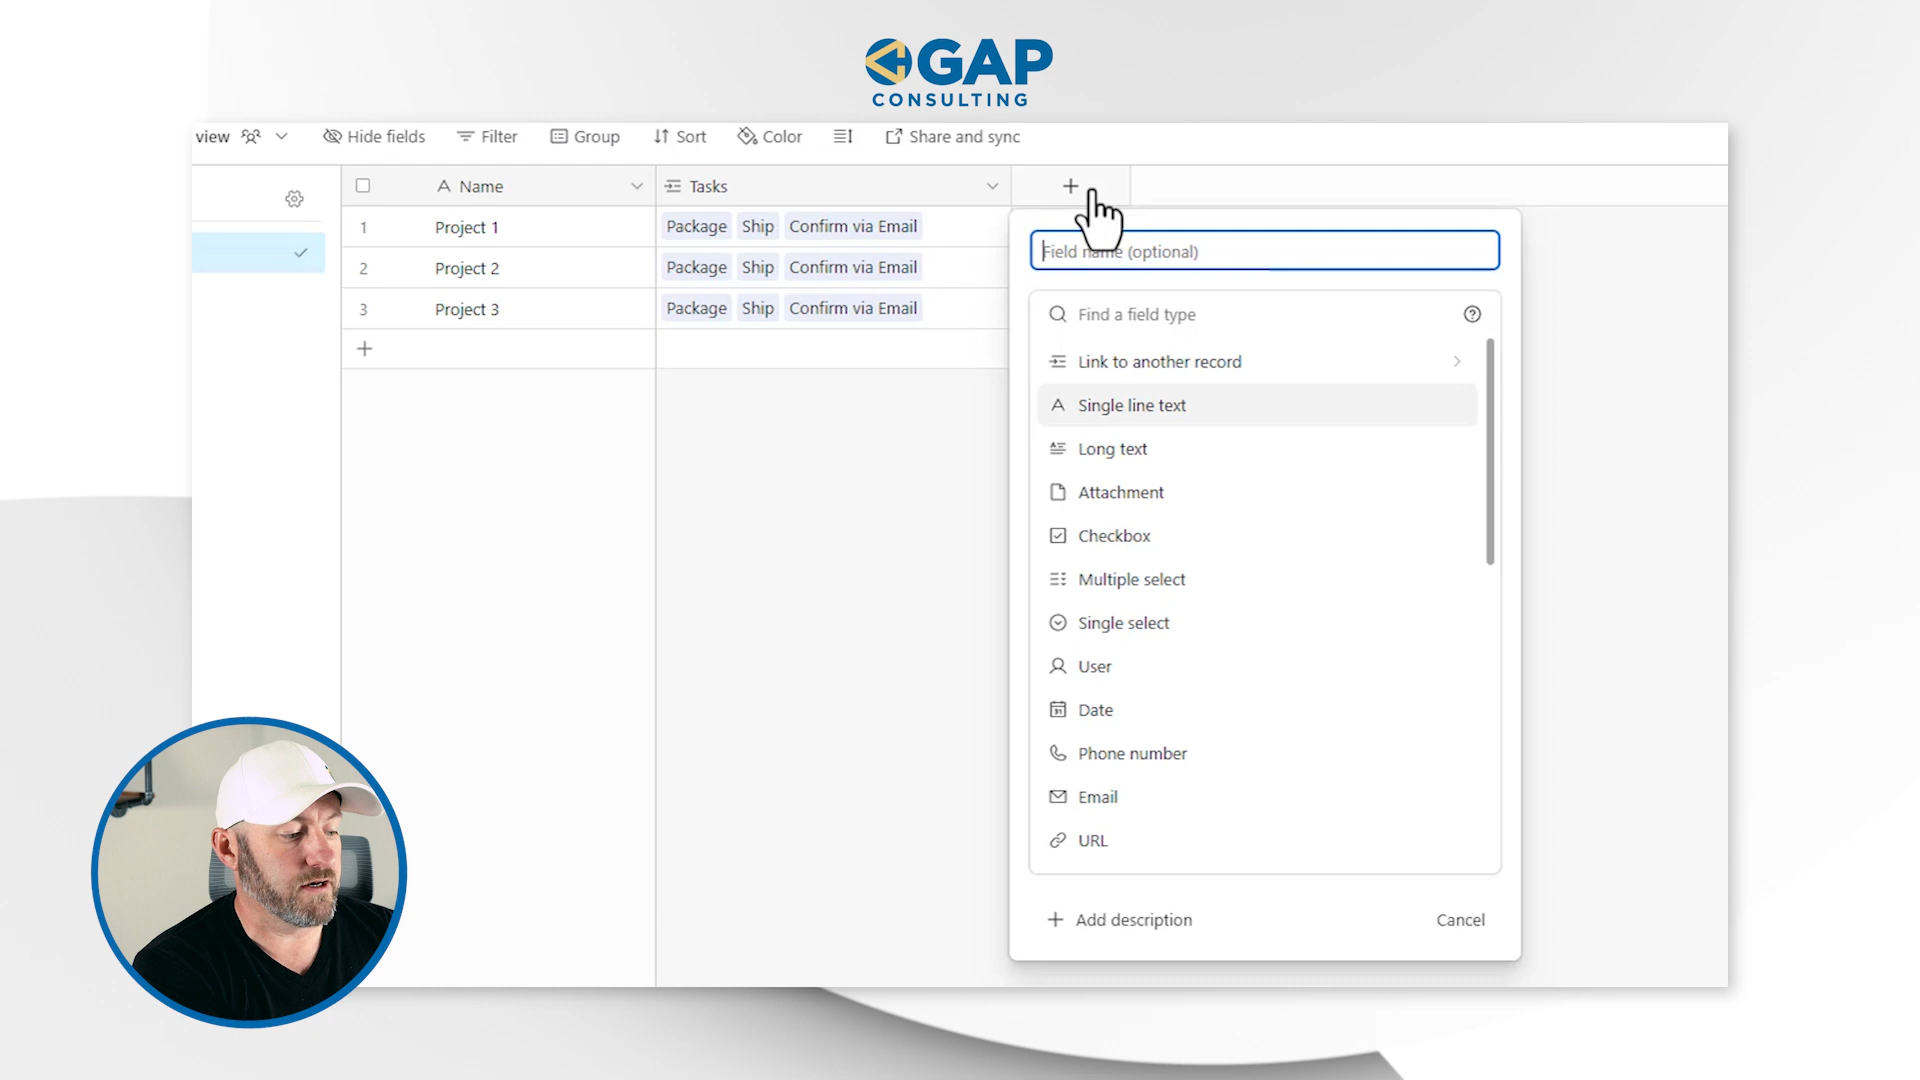 GAP
CONSULTING
view Hide fields Filter Group Sort Color Share and sync
Name Tasks
1 Project 1 Package Ship Confirm via Email
2 Project 2 Package Ship Confirm via Email
3 Project 3 Package Ship Confirm via Email
Field name (optional)
Find a field type
Link to another record
Single line text
Long text
Attachment
Checkbox
Multiple select
Single select
User
Date
Phone number
Email
URL
Add description Cancel